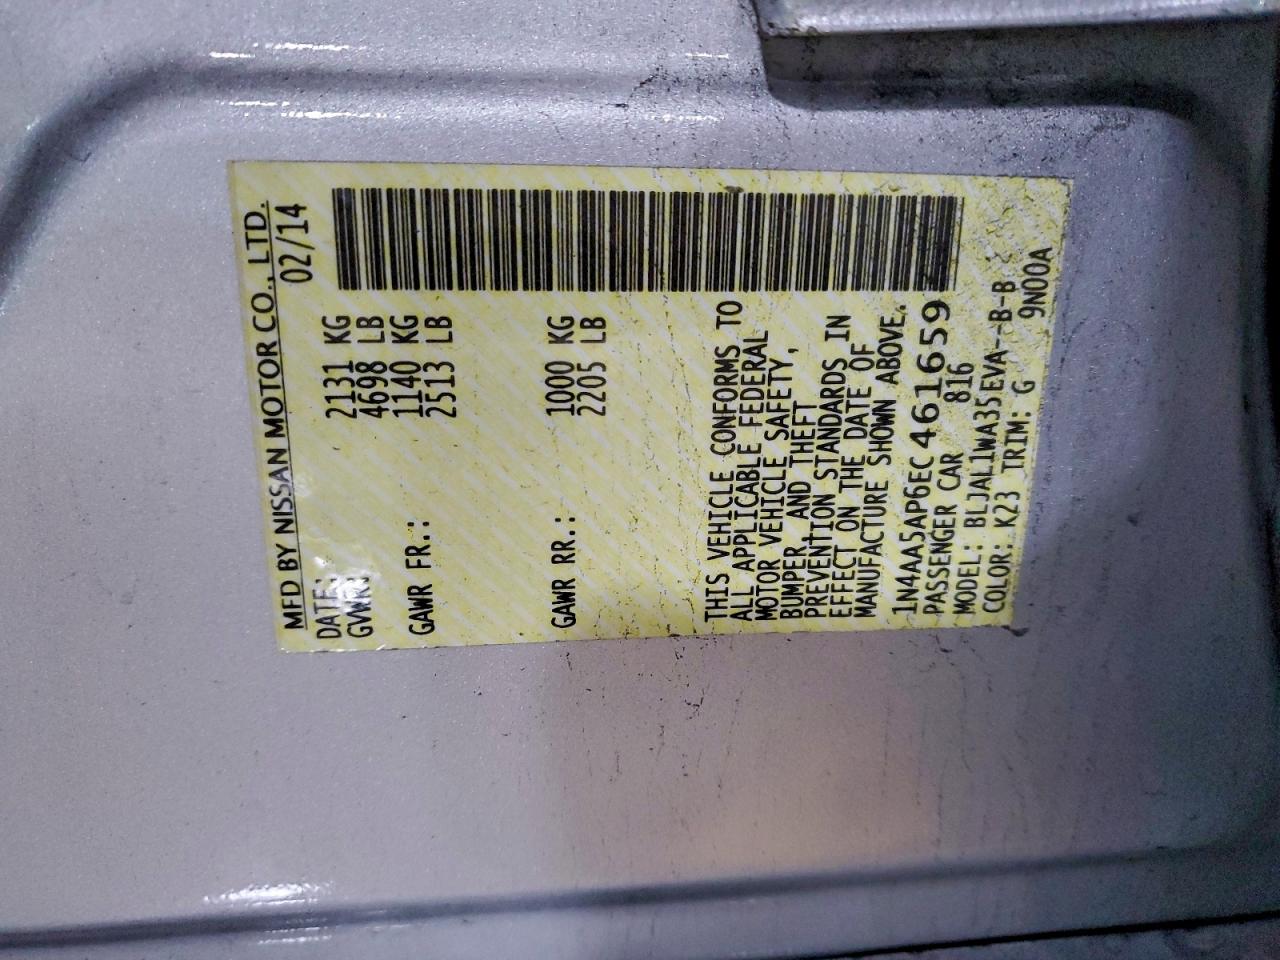 MFD BY NISSAN MOTOR CO., LTD.
DATE: 02/14
GVWR: 2131 KG
4698 LB
GAWR FR.: 1140 KG
2513 LB
GAWR RR.: 1000 KG
2205 LB
THIS VEHICLE CONFORMS TO
ALL APPLICABLE FEDERAL
MOTOR VEHICLE SAFETY,
BUMPER, AND THEFT
PREVENTION STANDARDS IN
EFFECT ON THE DATE OF
MANUFACTURE SHOWN ABOVE.
1N4AA5AP6EC461659
PASSENGER CAR 816
MODEL: BLJAL1WA35EVA--B-B
COLOR: K23 TRIM: G 9N00A